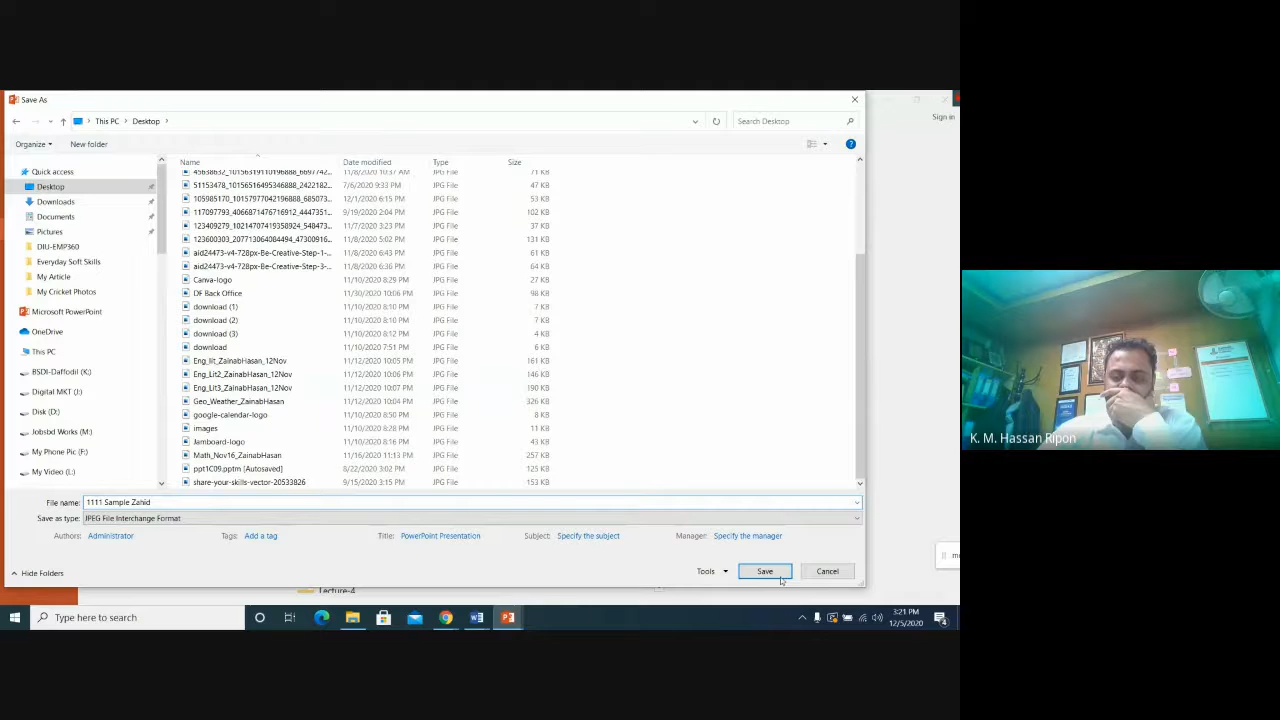 Save As
This PC > Desktop >
Search Desktop
Sign in
Organize
New folder
Name
Date modified
Type
Size
Quick access
Desktop
Downloads
Documents
Pictures
DIU-EMP360
Everyday Soft Skills
My Article
My Cricket Photos
Microsoft PowerPoint
OneDrive
This PC
BSDI-Daffodil (K:)
Digital MKT (J:)
Disk (D:)
Jobsbd Works (M:)
My Phone Pic (F:)
My Video (I:)
45638632_10156319110196888_6697742... 11/8/2020 10:37 AM JPG File 71 KB
51153478_10156516495346888_2422182... 7/6/2020 9:33 PM JPG File 47 KB
105985170_10157977042196888_685073... 12/1/2020 6:15 PM JPG File 53 KB
117097793_4066871476716912_4447351... 9/19/2020 2:04 PM JPG File 102 KB
123409279_10214707419358924_548473... 11/7/2020 3:23 PM JPG File 37 KB
123600303_207713064084494_47300916... 11/8/2020 5:02 PM JPG File 131 KB
aid24473-v4-728px-Be-Creative-Step-1-... 11/8/2020 6:43 PM JPG File 61 KB
aid24473-v4-728px-Be-Creative-Step-3-... 11/8/2020 6:36 PM JPG File 64 KB
Canva-logo 11/10/2020 8:29 PM JPG File 17 KB
DF Back Office 11/30/2020 10:06 PM JPG File 98 KB
download (1) 11/10/2020 8:10 PM JPG File 7 KB
download (2) 11/10/2020 8:10 PM JPG File 7 KB
download (3) 11/10/2020 8:12 PM JPG File 4 KB
download 11/10/2020 7:51 PM JPG File 6 KB
Eng_lit_ZainabHasan_12Nov 11/12/2020 10:05 PM JPG File 161 KB
Eng_Lit2_ZainabHasan_12Nov 11/12/2020 10:06 PM JPG File 146 KB
Eng_Lit3_ZainabHasan_12Nov 11/12/2020 10:07 PM JPG File 190 KB
Geo_Weather_ZainabHasan 11/12/2020 10:04 PM JPG File 326 KB
google-calendar-logo 11/10/2020 8:50 PM JPG File 8 KB
images 11/10/2020 8:28 PM JPG File 11 KB
Jamboard-logo 11/10/2020 8:16 PM JPG File 43 KB
Math_Nov16_ZainabHasan 11/16/2020 11:13 PM JPG File 257 KB
ppt1C09.pptm [Autosaved] 8/22/2020 3:02 PM JPG File 125 KB
share-your-skills-vector-20533826 9/15/2020 3:15 PM JPG File 153 KB
File name: 1111 Sample Zahid
Save as type: JPEG File Interchange Format
Authors: Administrator Tags: Add a tag Title: PowerPoint Presentation Subject: Specify the subject Manager: Specify the manager
Hide Folders
Tools
Save
Cancel
Lecture-4
K. M. Hassan Ripon
Type here to search
3:21 PM
12/5/2020
4